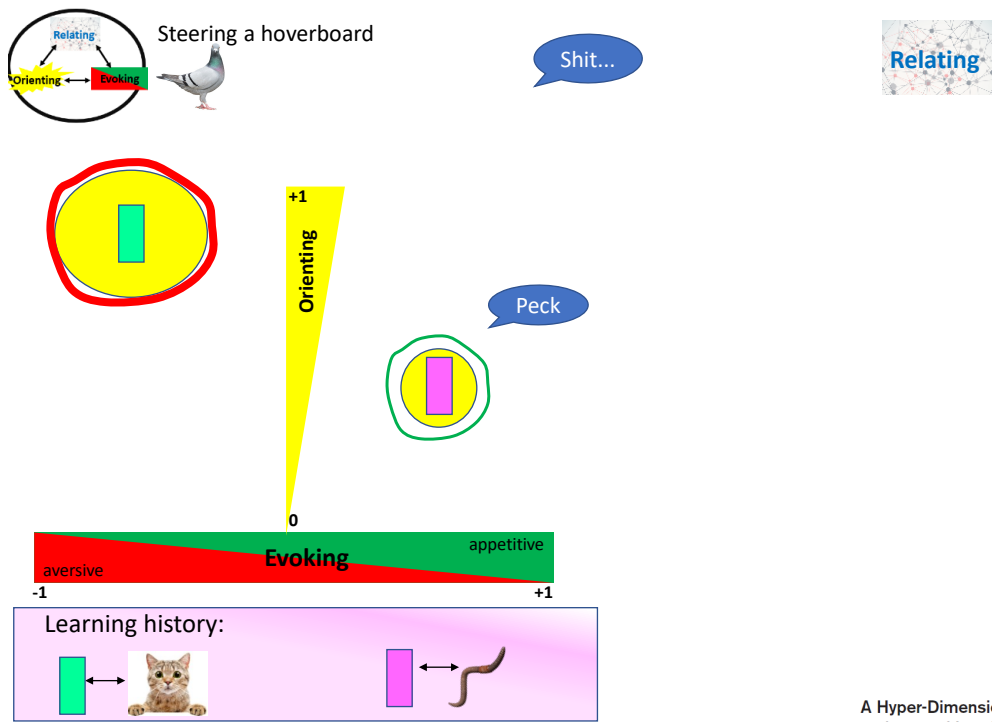 Relating
Orienting
Evoking
Steering a hoverboard
Shit...
Relating
+1
Orienting
Peck
0
appetitive
Evoking
aversive
-1
+1
Learning history:
A Hyper-Dimensi